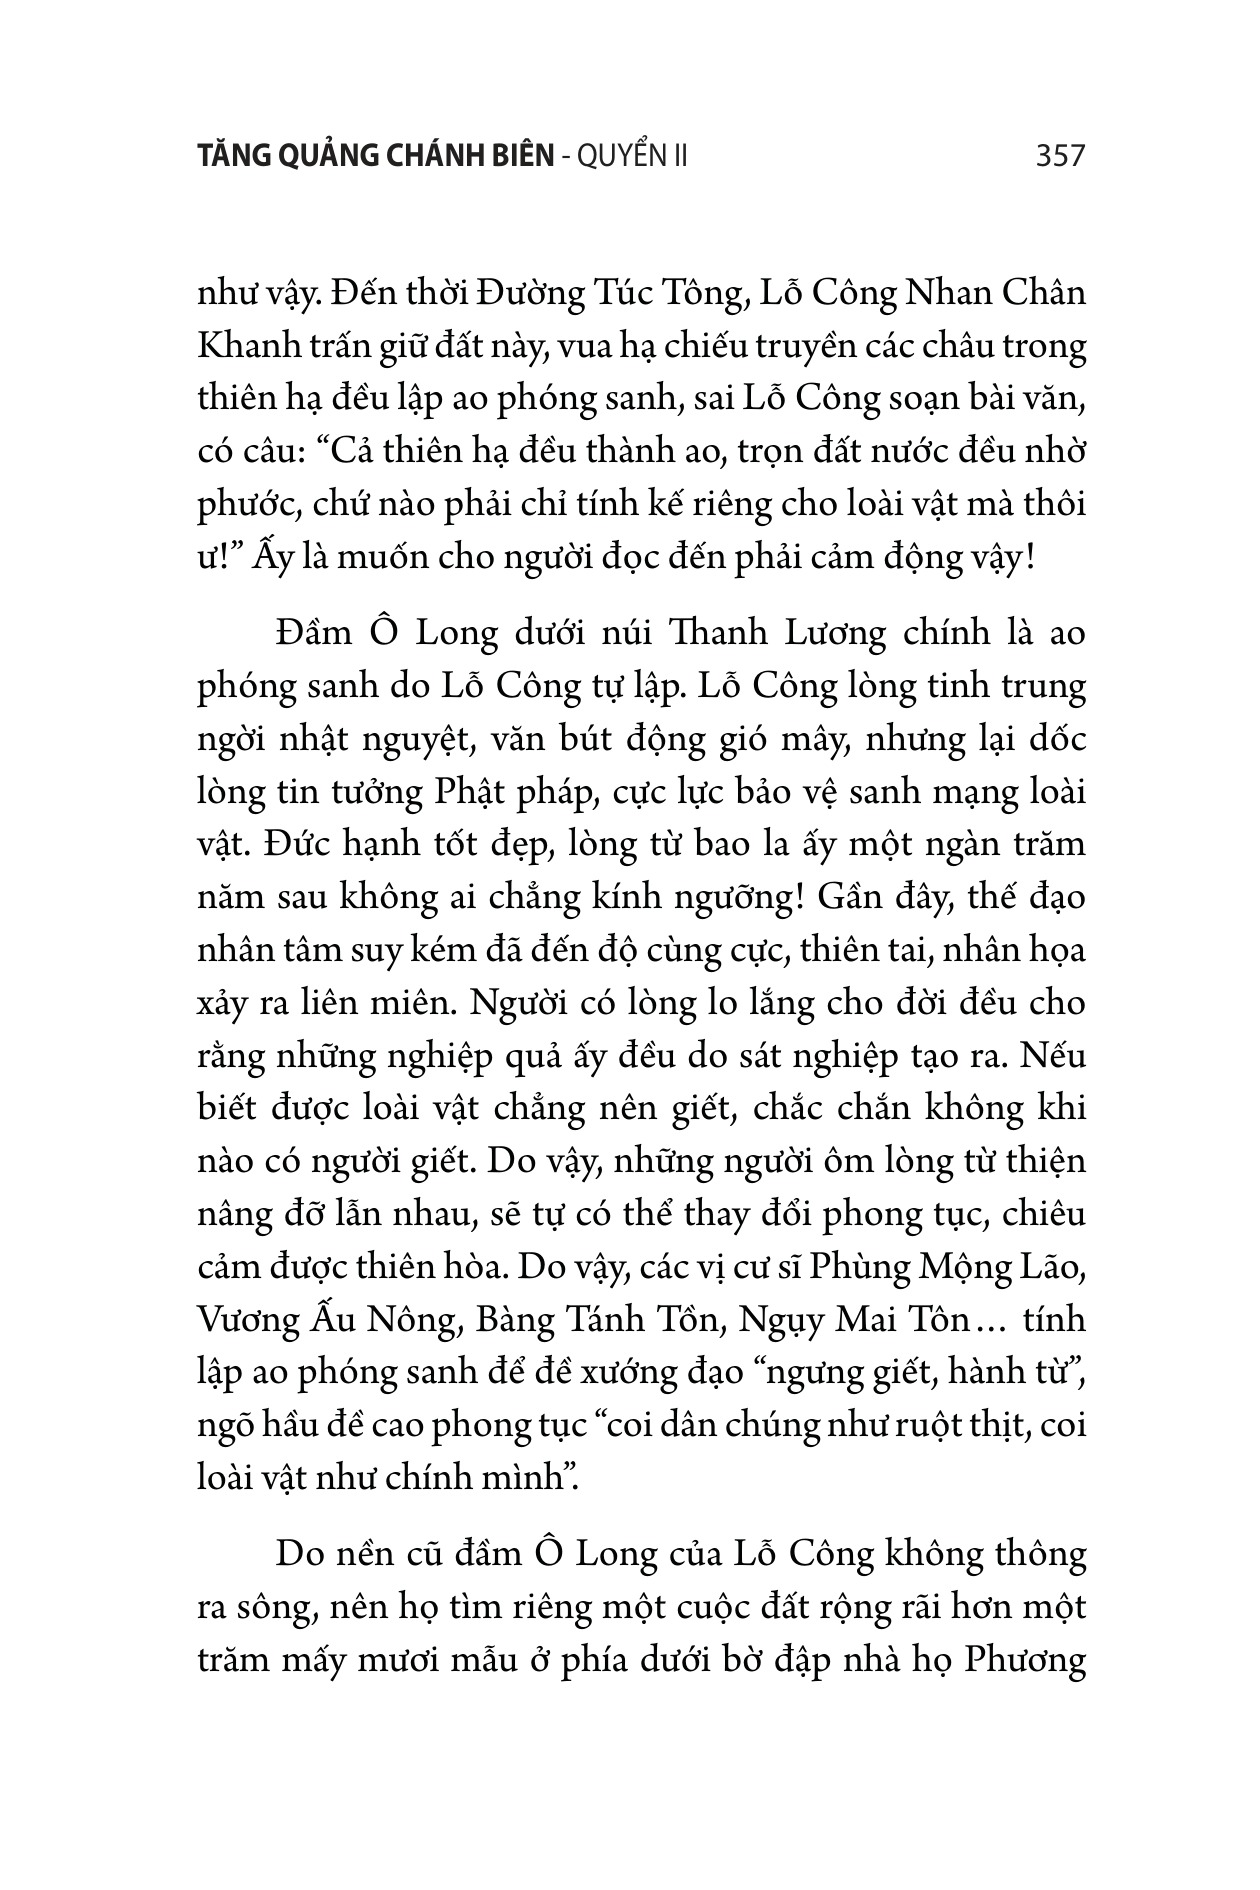 TĂNG QUẢNG CHÁNH BIÊN - QUYỂN II 357
như vậy. Đến thời Đường Túc Tông, Lỗ Công Nhan Chân
Khanh trấn giữ đất này, vua hạ chiếu truyền các châu trong
thiên hạ đều lập ao phóng sanh, sai Lỗ Công soạn bài văn,
có câu: “Cả thiên hạ đều thành ao, trọn đất nước đều nhờ
phước, chứ nào phải chỉ tính kế riêng cho loài vật mà thôi
ư!” Ấy là muốn cho người đọc đến phải cảm động vậy!
Đầm Ô Long dưới núi Thanh Lương chính là ao
phóng sanh do Lỗ Công tự lập. Lỗ Công lòng tinh trung
ngời nhật nguyệt, văn bút động gió mây, nhưng lại dốc
lòng tin tưởng Phật pháp, cực lực bảo vệ sanh mạng loài
vật. Đức hạnh tốt đẹp, lòng từ bao la ấy một ngàn trăm
năm sau không ai chẳng kính ngưỡng! Gần đây, thế đạo
nhân tâm suy kém đã đến độ cùng cực, thiên tai, nhân họa
xảy ra liên miên. Người có lòng lo lắng cho đời đều cho
rằng những nghiệp quả ấy đều do sát nghiệp tạo ra. Nếu
biết được loài vật chẳng nên giết, chắc chắn không khi
nào có người giết. Do vậy, những người ôm lòng từ thiện
nâng đỡ lẫn nhau, sẽ tự có thể thay đổi phong tục, chiêu
cảm được thiên hòa. Do vậy, các vị cư sĩ Phùng Mộng Lão,
Vương Ấu Nông, Bàng Tánh Tồn, Ngụy Mai Tôn… tính
lập ao phóng sanh để đề xướng đạo “ngưng giết, hành từ”,
ngõ hầu đề cao phong tục “coi dân chúng như ruột thịt, coi
loài vật như chính mình”.
Do nền cũ đầm Ô Long của Lỗ Công không thông
ra sông, nên họ tìm riêng một cuộc đất rộng rãi hơn một
trăm mấy mươi mẫu ở phía dưới bờ đập nhà họ Phương